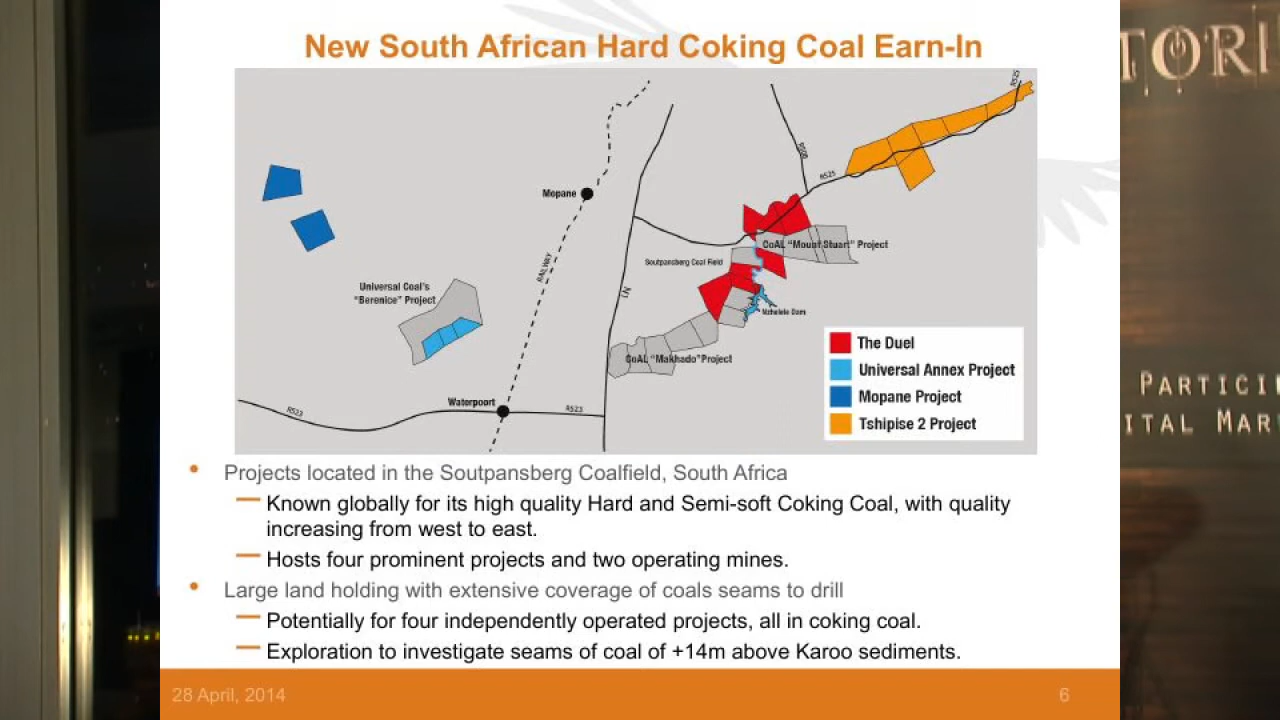 New South African Hard Coking Coal Earn-In
R525
R508
R525
Mopane
CoAL "Mount Stuart" Project
Soutpansberg Coal Field
RAILWAY
N1
Universal Coal's
"Berenice" Project
Nzhelele Dam
CoAL "Makhado" Project
Waterpoort
R523
R523
The Duel
Universal Annex Project
Mopane Project
Tshipise 2 Project
• Projects located in the Soutpansberg Coalfield, South Africa
— Known globally for its high quality Hard and Semi-soft Coking Coal, with quality
increasing from west to east.
— Hosts four prominent projects and two operating mines.
• Large land holding with extensive coverage of coals seams to drill
— Potentially for four independently operated projects, all in coking coal.
— Exploration to investigate seams of coal of +14m above Karoo sediments.
28 April, 2014
6
TORI
PARTICI
ITAL MAR